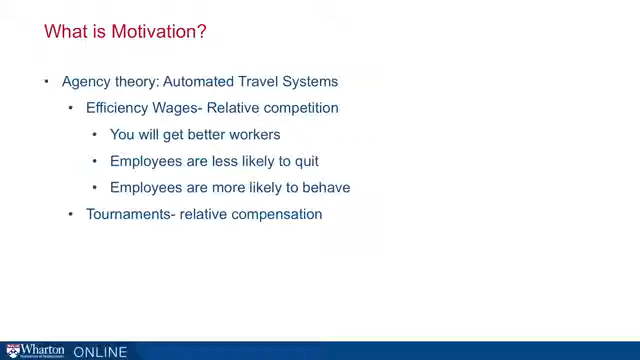 What is Motivation?
Agency theory: Automated Travel Systems
Efficiency Wages- Relative competition
You will get better workers
Employees are less likely to quit
Employees are more likely to behave
Tournaments- relative compensation
Wharton ONLINE